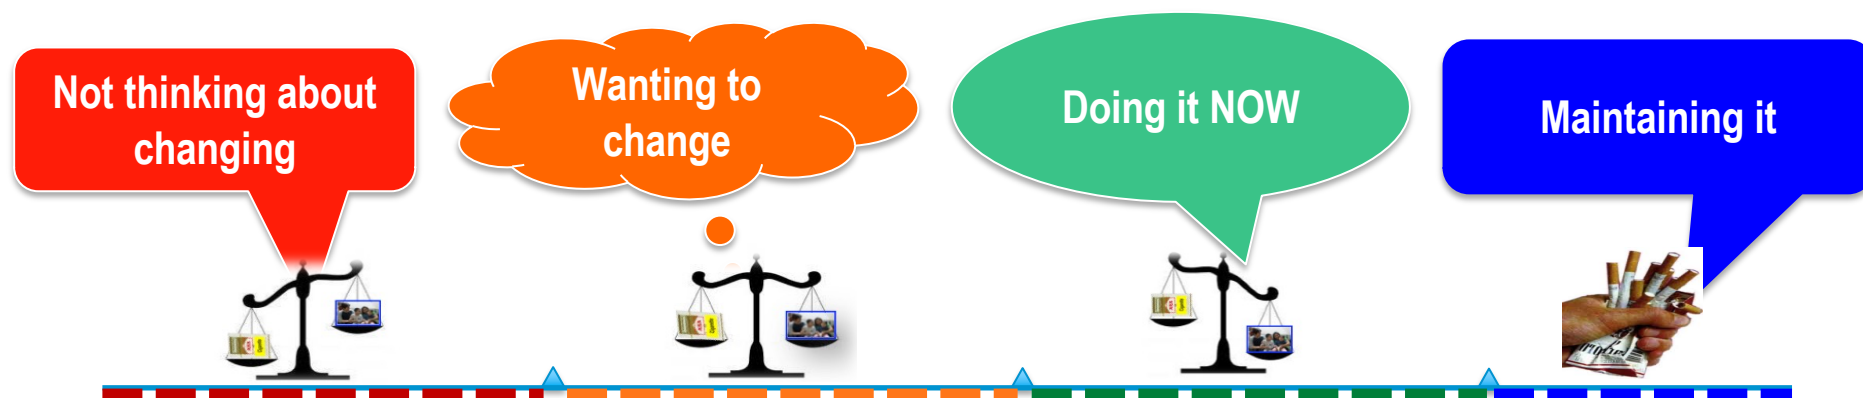 Not thinking about
changing
Wanting to
change
Doing it NOW
Maintaining it